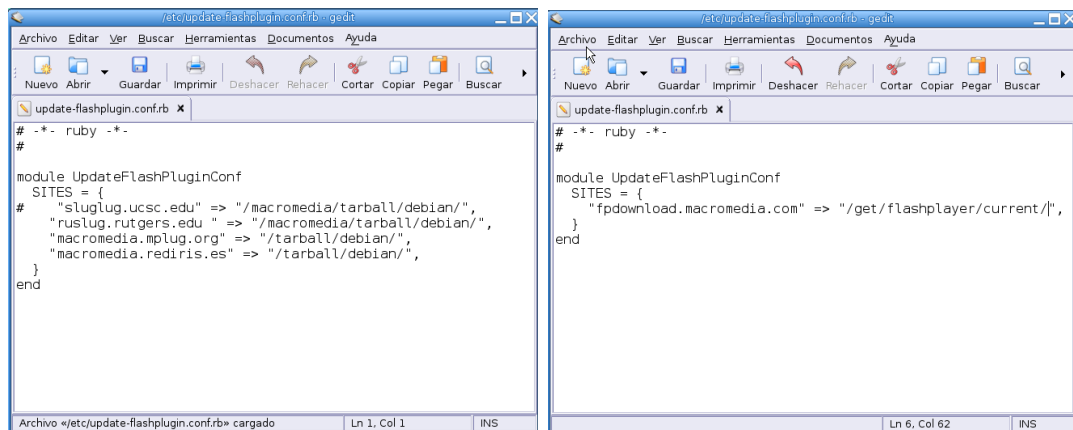 /etc/update-flashplugin.conf.rb - gedit
Archivo Editar Ver Buscar Herramientas Documentos Ayuda
Nuevo Abrir Guardar Imprimir Deshacer Rehacer Cortar Copiar Pegar Buscar
update-flashplugin.conf.rb
# -*- ruby -*-
#
module UpdateFlashPluginConf
  SITES = {
#    "sluglug.ucsc.edu" => "/macromedia/tarball/debian/",
    "ruslug.rutgers.edu " => "/macromedia/tarball/debian/",
    "macromedia.mplug.org" => "/tarball/debian/",
    "macromedia.rediris.es" => "/tarball/debian/",
  }
end
Archivo «/etc/update-flashplugin.conf.rb» cargado Ln 1, Col 1 INS
/etc/update-flashplugin.conf.rb - gedit
Archivo Editar Ver Buscar Herramientas Documentos Ayuda
Nuevo Abrir Guardar Imprimir Deshacer Rehacer Cortar Copiar Pegar Buscar
update-flashplugin.conf.rb
# -*- ruby -*-
#
module UpdateFlashPluginConf
  SITES = {
    "fpdownload.macromedia.com" => "/get/flashplayer/current/",
  }
end
Ln 6, Col 62 INS